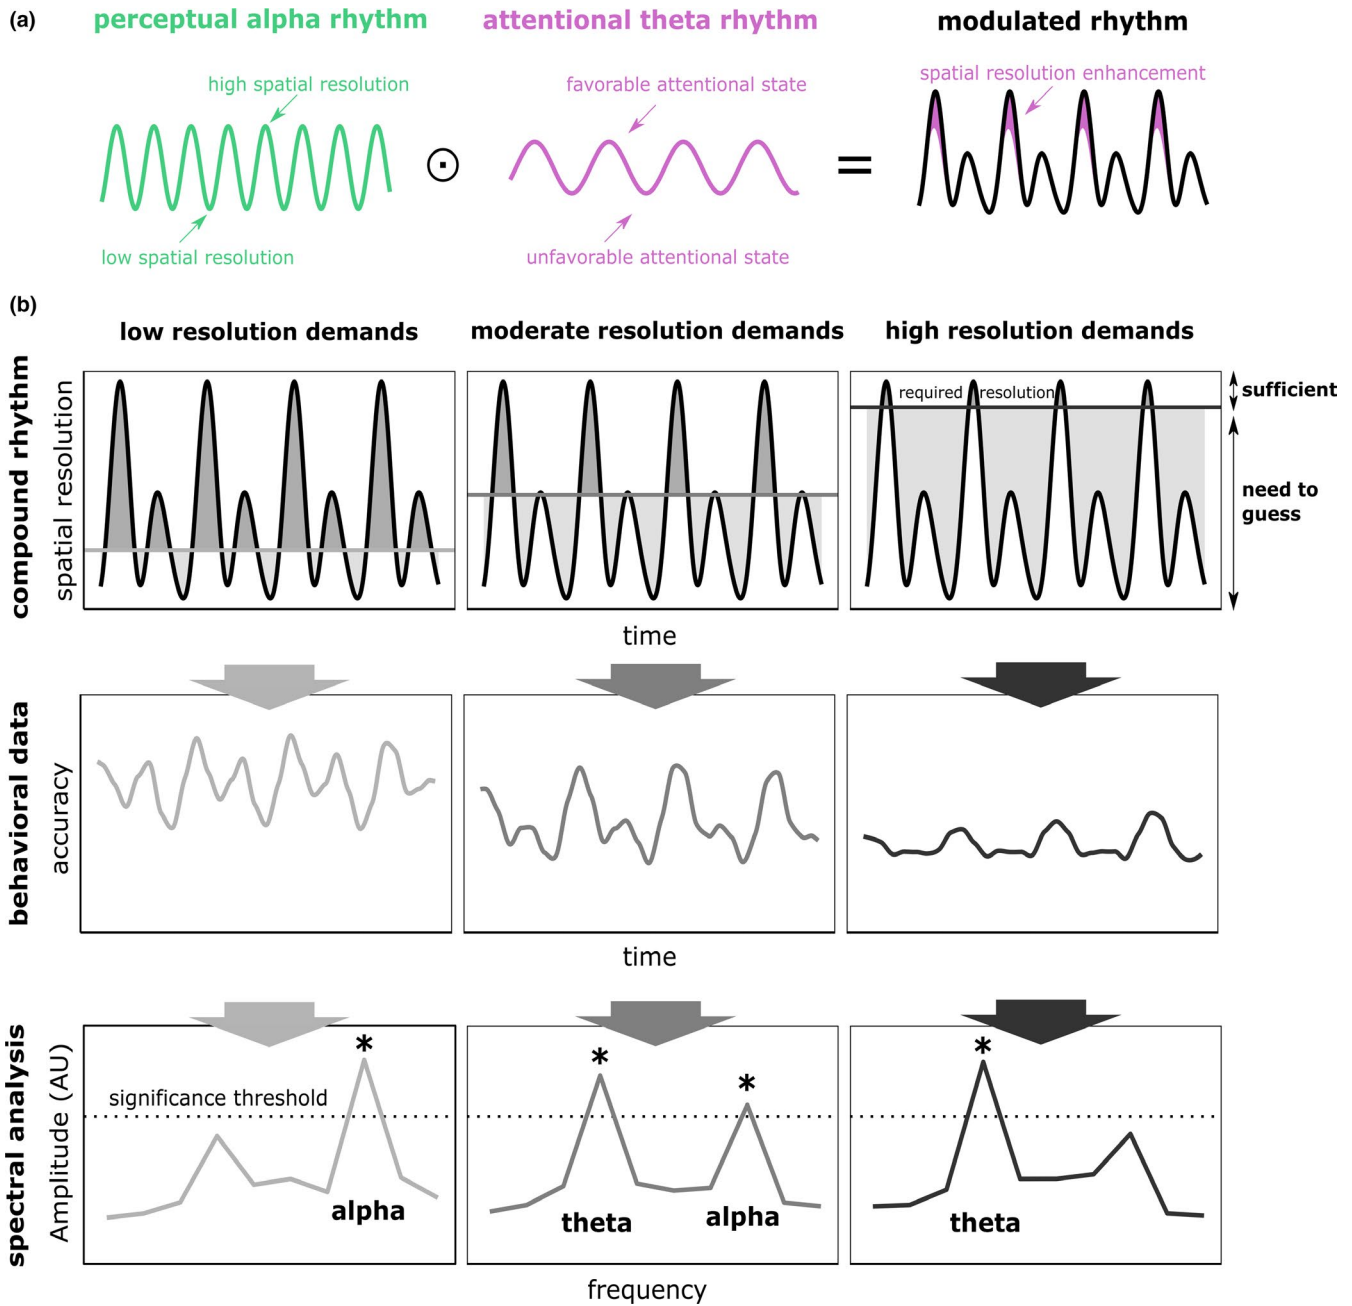 (a)
perceptual alpha rhythm
attentional theta rhythm
modulated rhythm
high spatial resolution
favorable attentional state
spatial resolution enhancement
low spatial resolution
unfavorable attentional state
=
(b)
low resolution demands
moderate resolution demands
high resolution demands
compound rhythm
spatial resolution
required resolution
sufficient
need to
guess
time
behavioral data
accuracy
time
spectral analysis
Amplitude (AU)
significance threshold
*
alpha
*
*
theta
alpha
*
theta
frequency